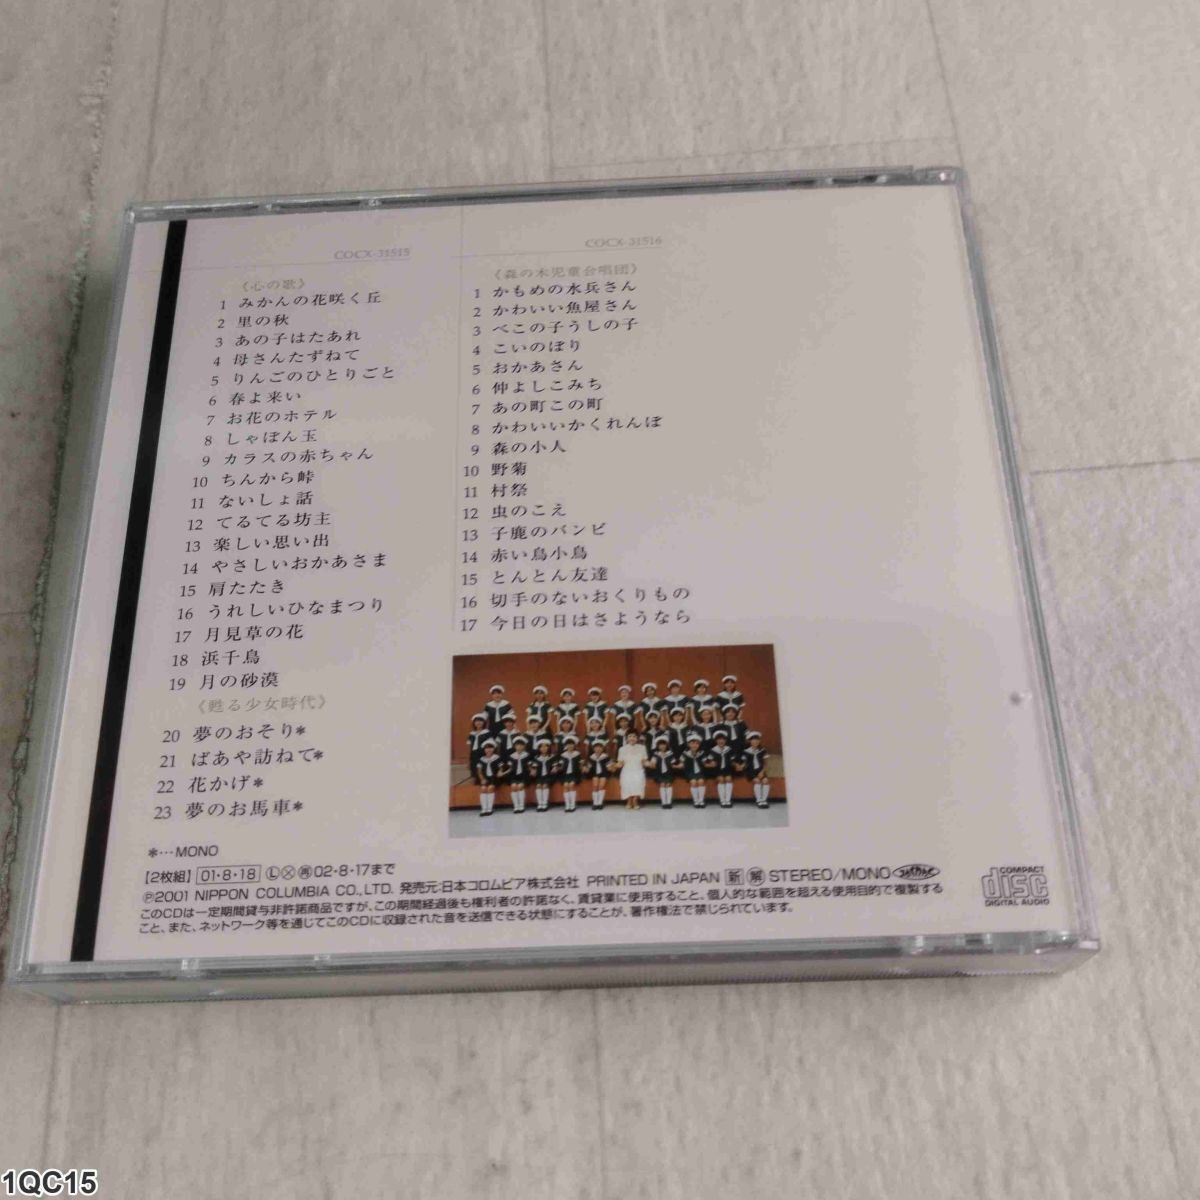 COCX-31515
《心の歌》
1 みかんの花咲く丘
2 里の秋
3 あの子はたあれ
4 母さんたずねて
5 りんごのひとりごと
6 春よ来い
7 お花のホテル
8 しゃぼん玉
9 カラスの赤ちゃん
10 ちんから峠
11 ないしょ話
12 てるてる坊主
13 楽しい思い出
14 やさしいおかあさま
15 肩たたき
16 うれしいひなまつり
17 月見草の花
18 浜千鳥
19 月の砂漠
《甦る少女時代》
20 夢のおそり*
21 ばあや訪ねて*
22 花かげ*
23 夢のお馬車*
*…MONO
COCX-31516
《森の木児童合唱団》
1 かもめの水兵さん
2 かわいい魚屋さん
3 べこの子うしの子
4 こいのぼり
5 おかあさん
6 仲よしこみち
7 あの町この町
8 かわいいかくれんぼ
9 森の小人
10 野菊
11 村祭
12 虫のこえ
13 子鹿のバンビ
14 赤い鳥小鳥
15 とんとん友達
16 切手のないおくりもの
17 今日の日はさようなら
【2枚組】 01・8・18 Ⓛ Ⓧ ㊕02・8・17まで
Ⓟ2001 NIPPON COLUMBIA CO., LTD. 発売元:日本コロムビア株式会社 PRINTED IN JAPAN 新 解 STEREO/MONO JASRAC
このCDは一定期間貸与非許諾商品ですが、この期間経過後も権利者の許諾なく、賃貸業に使用すること、個人的な範囲を超える使用目的で複製する
こと、また、ネットワーク等を通じてこのCDに収録された音を送信できる状態にすることが、著作権法で禁じられています。
COMPACT
disc
DIGITAL AUDIO
1QC15